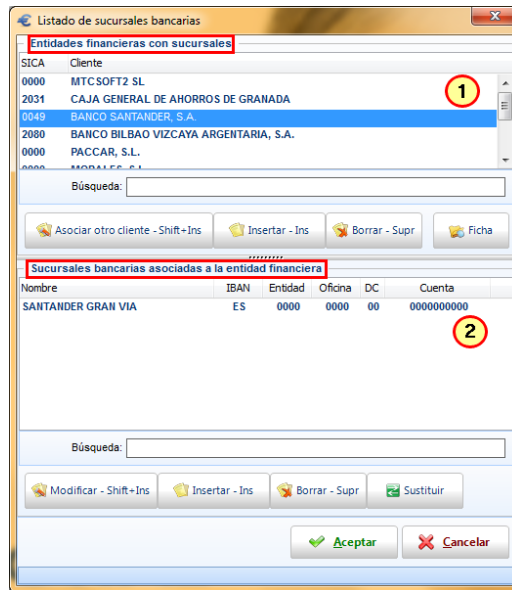 Listado de sucursales bancarias
x
Entidades financieras con sucursales
SICA Cliente
0000 MTCSOFT2 SL
2031 CAJA GENERAL DE AHORROS DE GRANADA
0049 BANCO SANTANDER, S.A.
2080 BANCO BILBAO VIZCAYA ARGENTARIA, S.A.
0000 PACCAR, S.L.
0000 MORALES, S.L.
1
Búsqueda:
Asociar otro cliente - Shift+Ins Insertar - Ins Borrar - Supr Ficha
Sucursales bancarias asociadas a la entidad financiera
Nombre IBAN Entidad Oficina DC Cuenta
SANTANDER GRAN VIA ES 0000 0000 00 0000000000
2
Búsqueda:
Modificar - Shift+Ins Insertar - Ins Borrar - Supr Sustituir
Aceptar Cancelar